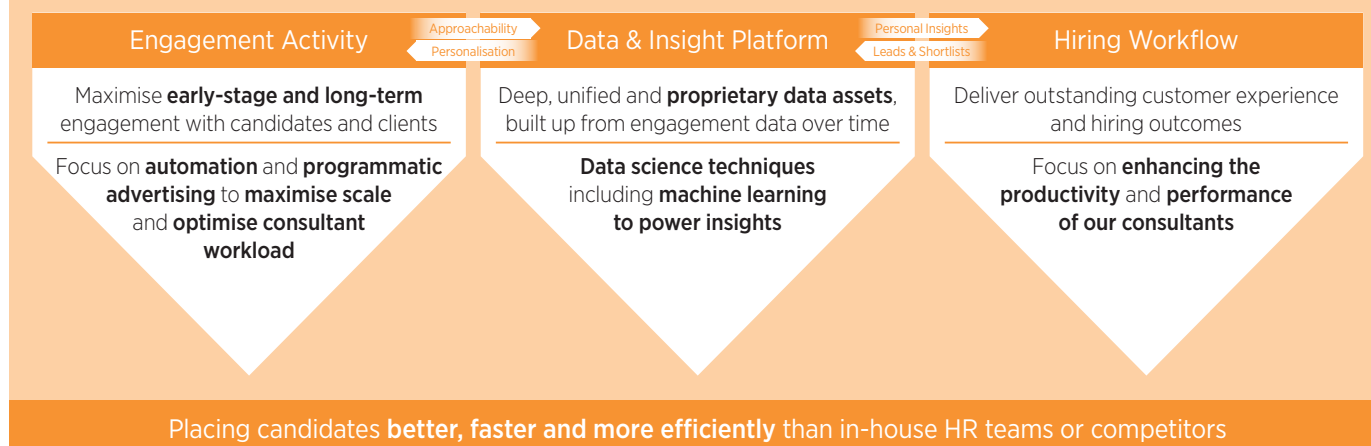 Engagement Activity
Approachability
Personalisation
Data & Insight Platform
Personal Insights
Leads & Shortlists
Hiring Workflow
Maximise early-stage and long-term
engagement with candidates and clients
Focus on automation and programmatic
advertising to maximise scale
and optimise consultant
workload
Deep, unified and proprietary data assets,
built up from engagement data over time
Data science techniques
including machine learning
to power insights
Deliver outstanding customer experience
and hiring outcomes
Focus on enhancing the
productivity and performance
of our consultants
Placing candidates better, faster and more efficiently than in-house HR teams or competitors